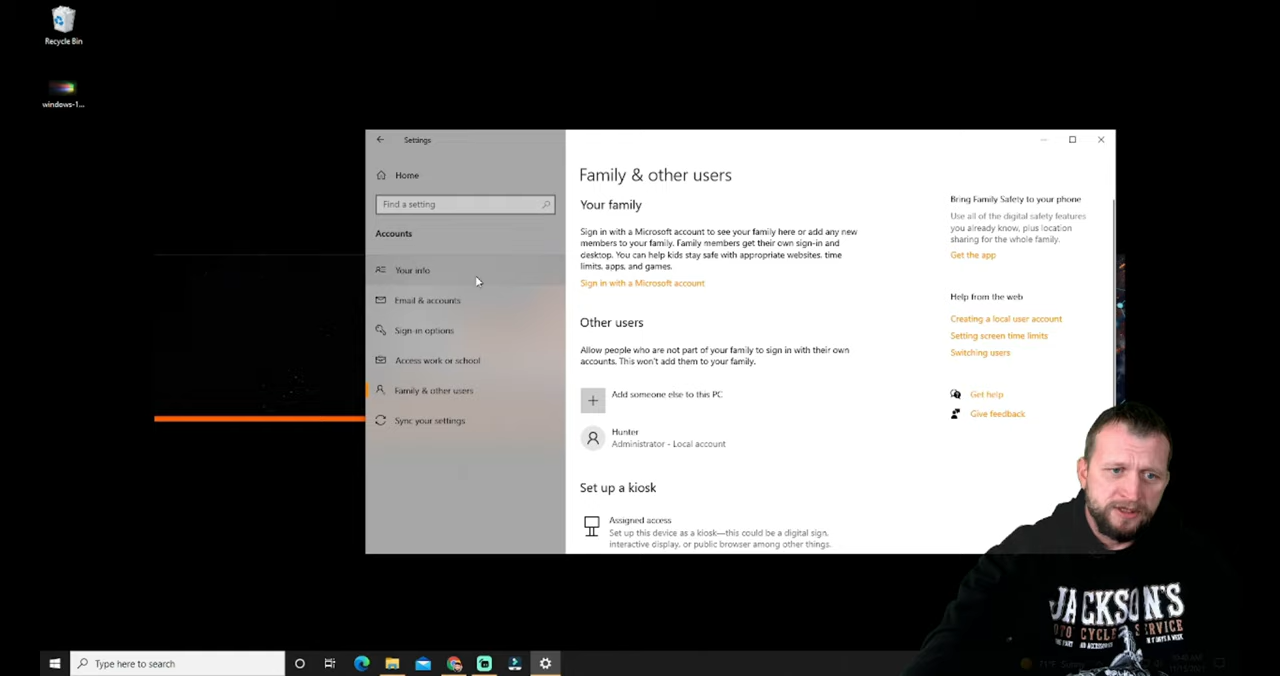 Recycle Bin
windows-1...
Settings
Home
Find a setting
Accounts
Your info
Email & accounts
Sign-in options
Access work or school
Family & other users
Sync your settings
Family & other users
Your family
Sign in with a Microsoft account to see your family here or add any new
members to your family. Family members get their own sign-in and
desktop. You can help kids stay safe with appropriate websites, time
limits, apps, and games.
Sign in with a Microsoft account
Other users
Allow people who are not part of your family to sign in with their own
accounts. This won't add them to your family.
Add someone else to this PC
Hunter
Administrator - Local account
Set up a kiosk
Assigned access
Set up this device as a kiosk—this could be a digital sign,
interactive display, or public browser among other things.
Bring Family Safety to your phone
Use all of the digital safety features
you already know, plus location
sharing for the whole family.
Get the app
Help from the web
Creating a local user account
Setting screen time limits
Switching users
Get help
Give feedback
JACKSON'S
SERVICE
Type here to search